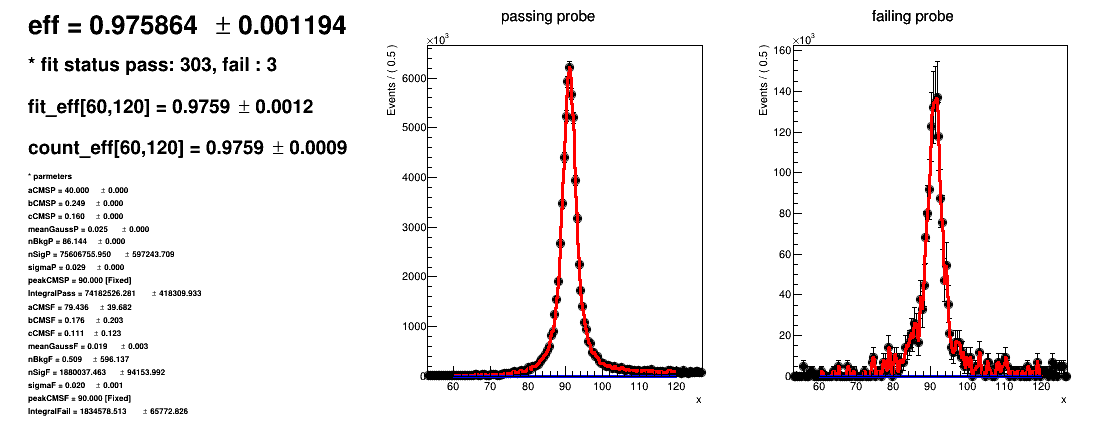 eff = 0.975864 ± 0.001194
* fit status pass: 303, fail : 3
fit_eff[60,120] = 0.9759 ± 0.0012
count_eff[60,120] = 0.9759 ± 0.0009
* parmeters
aCMSP = 40.000 ± 0.000
bCMSP = 0.249 ± 0.000
cCMSP = 0.160 ± 0.000
meanGaussP = 0.025 ± 0.000
nBkgP = 86.144 ± 0.000
nSigP = 75606755.950 ± 597243.709
sigmaP = 0.029 ± 0.000
peakCMSP = 90.000 [Fixed]
IntegralPass = 74182526.281 ± 418309.933
aCMSF = 79.436 ± 39.682
bCMSF = 0.176 ± 0.203
cCMSF = 0.111 ± 0.123
meanGaussF = 0.019 ± 0.003
nBkgF = 0.509 ± 596.137
nSigF = 1880037.463 ± 94153.992
sigmaF = 0.020 ± 0.001
peakCMSF = 90.000 [Fixed]
IntegralFail = 1834578.513 ± 65772.826
passing probe
×10³
Events / ( 0.5 )
6000
5000
4000
3000
2000
1000
0
60 70 80 90 100 110 120
x
failing probe
×10³
Events / ( 0.5 )
160
140
120
100
80
60
40
20
0
60 70 80 90 100 110 120
x